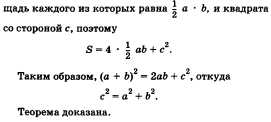 щадь каждого из которых равна 1/2 a · b, и квадрата
со стороной c, поэтому
S = 4 · 1/2 ab + c².
Таким образом, (a + b)² = 2ab + c², откуда
c² = a² + b².
Теорема доказана.